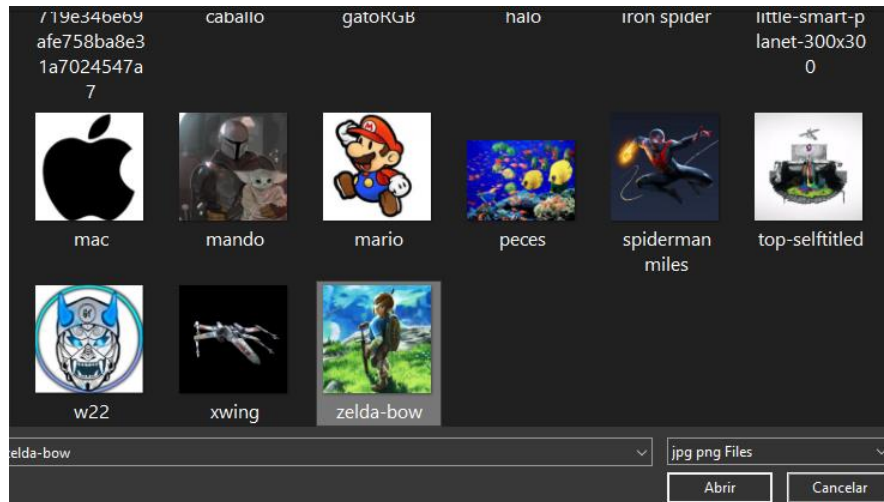 719e346e69 caballo gatoRGB halo iron spider little-smart-p
afe758ba8e3 lanet-300x30
1a7024547a 0
7
mac mando mario peces spiderman top-selftitled
miles
w22 xwing zelda-bow
elda-bow jpg png Files
Abrir Cancelar